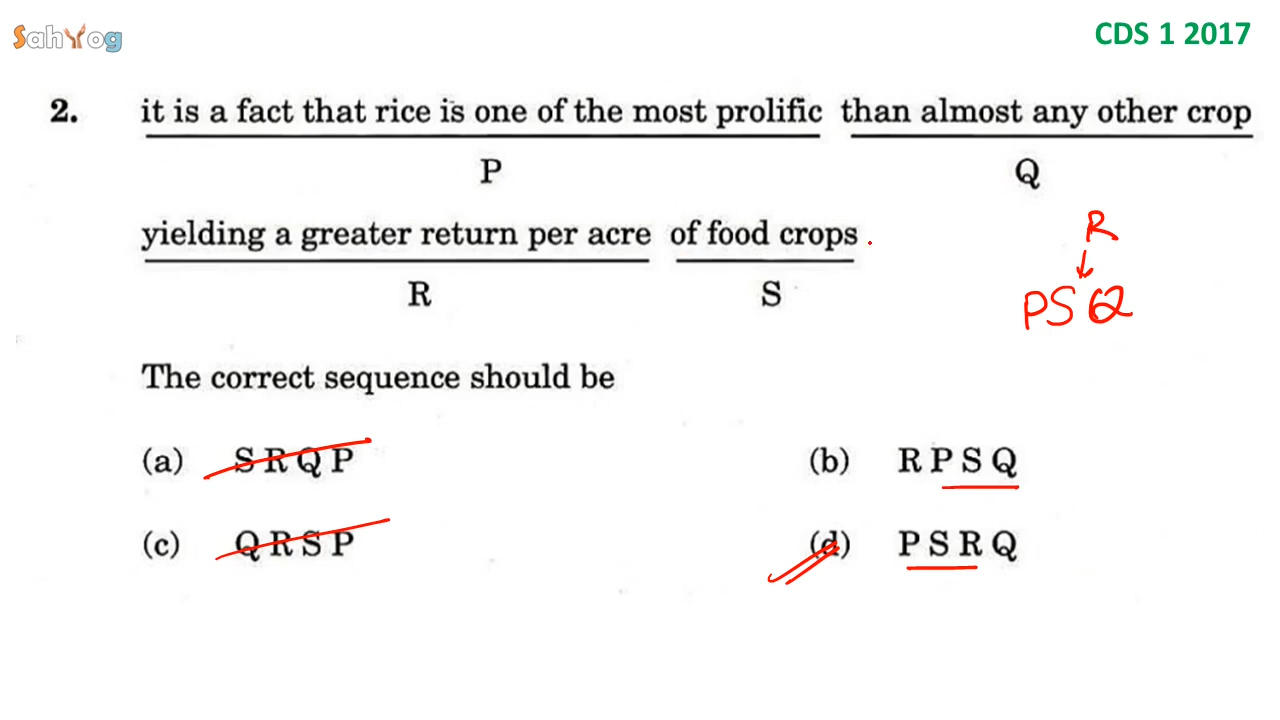 SahYog
CDS 1 2017
2. it is a fact that rice is one of the most prolific than almost any other crop
P Q
yielding a greater return per acre of food crops .
R S
R
PSQ
The correct sequence should be
(a) S R Q P (b) R P S Q
(c) Q R S P (d) P S R Q